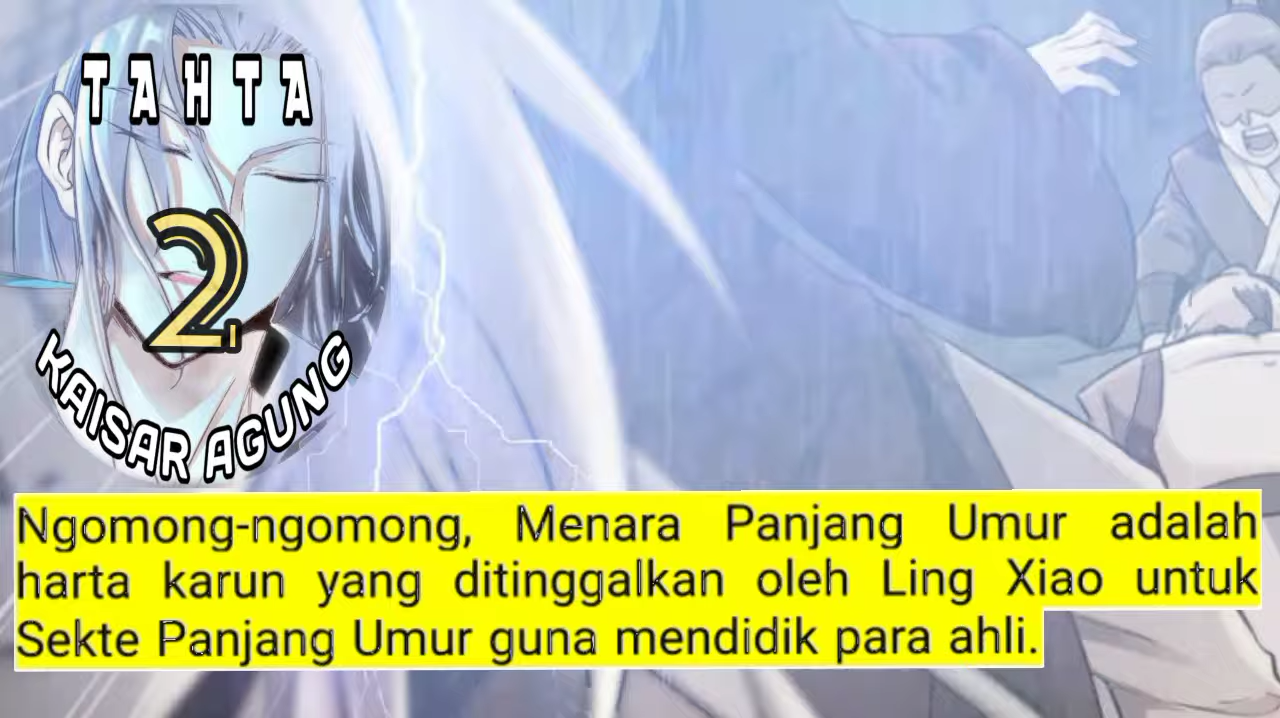 TAHTA
2
KAISAR AGUNG
Ngomong-ngomong, Menara Panjang Umur adalah
harta karun yang ditinggalkan oleh Ling Xiao untuk
Sekte Panjang Umur guna mendidik para ahli.